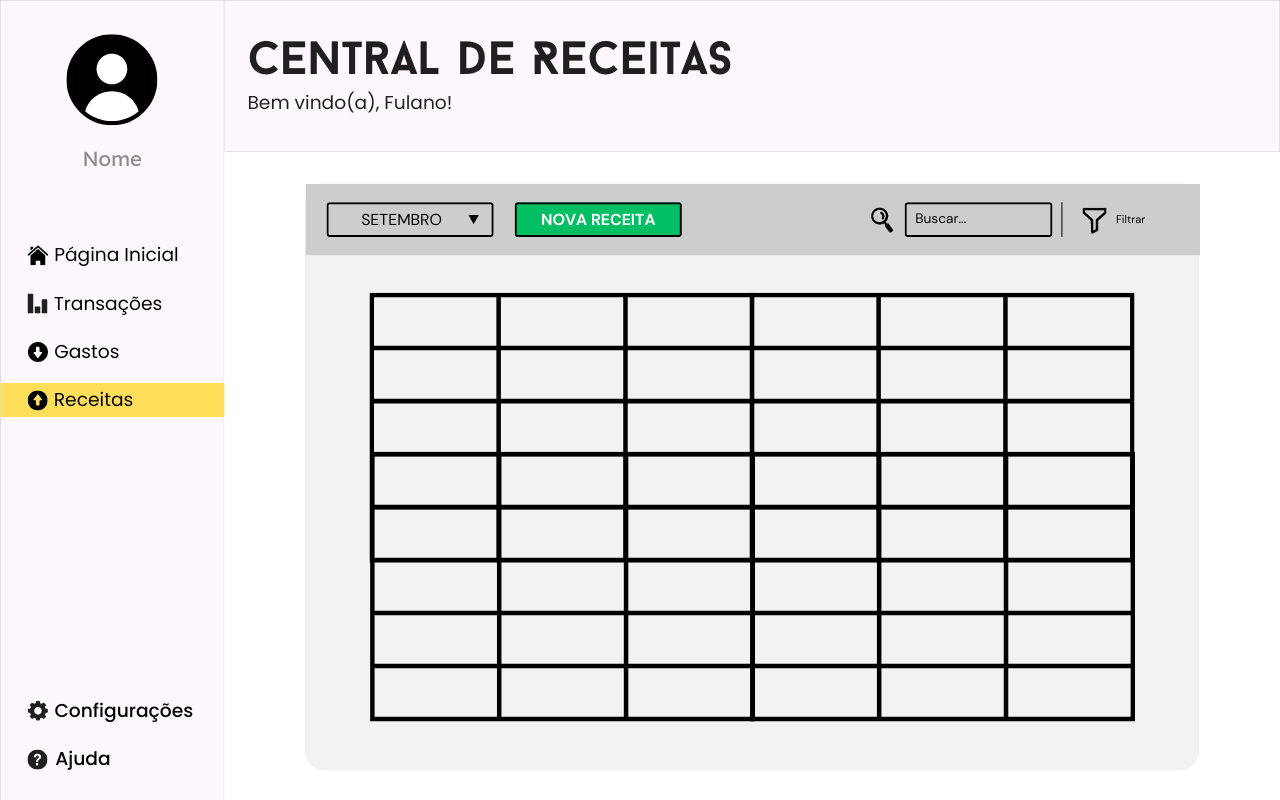 CENTRAL DE RECEITAS
Bem vindo(a), Fulano!
Nome
Página Inicial
Transações
Gastos
Receitas
Configurações
Ajuda
SETEMBRO
NOVA RECEITA
Buscar...
Filtrar